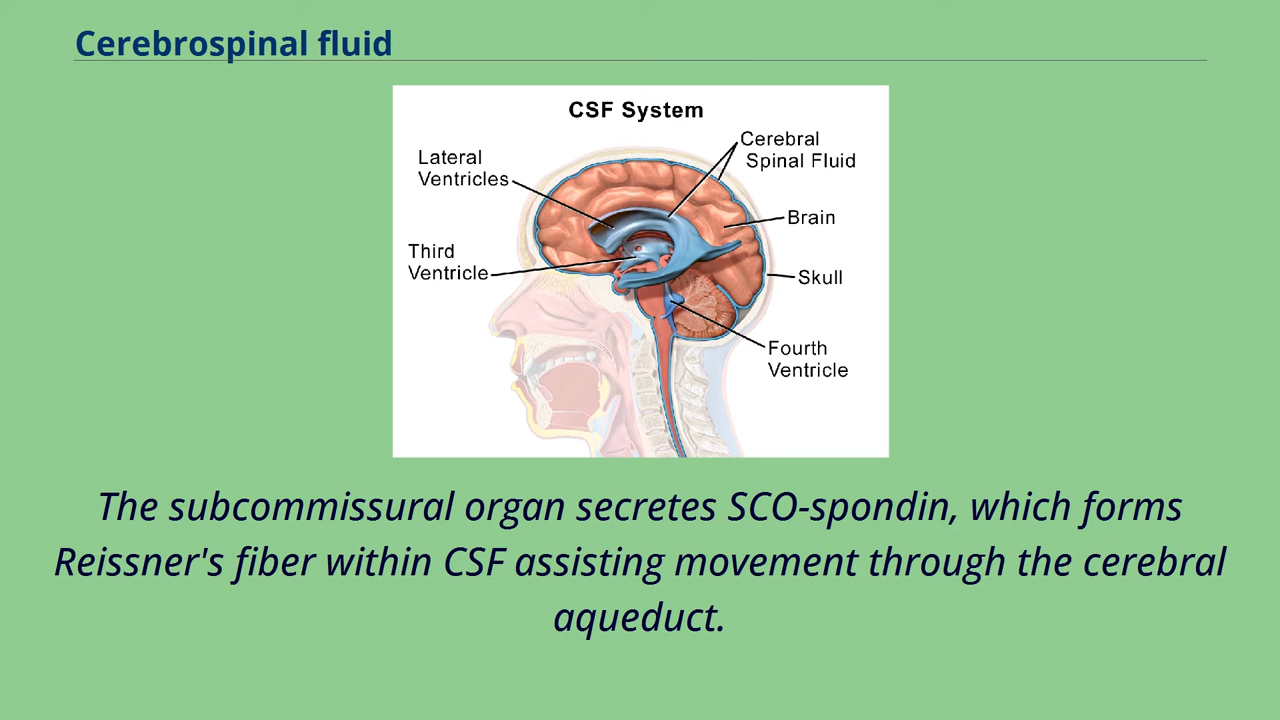 Cerebrospinal fluid
CSF System
Cerebral
Spinal Fluid
Lateral
Ventricles
Brain
Third
Ventricle
Skull
Fourth
Ventricle
The subcommissural organ secretes SCO-spondin, which forms
Reissner's fiber within CSF assisting movement through the cerebral
aqueduct.